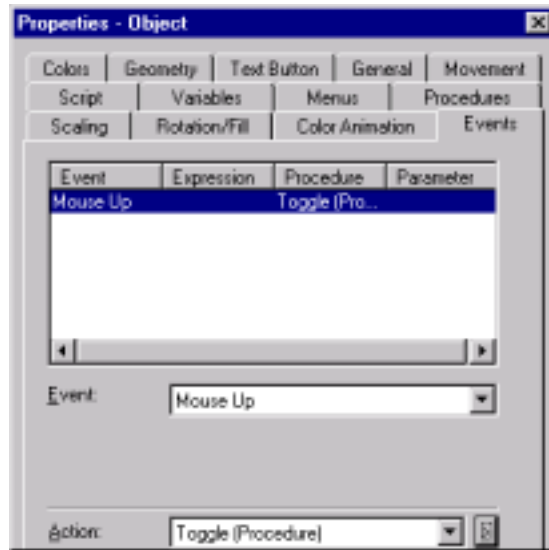 Properties - Object
Colors Geometry Text Button General Movement
Script Variables Menus Procedures
Scaling Rotation/Fill Color Animation Events
Event Expression Procedure Parameter
Mouse Up Toggle (Pro...
Event: Mouse Up
Action: Toggle (Procedure)